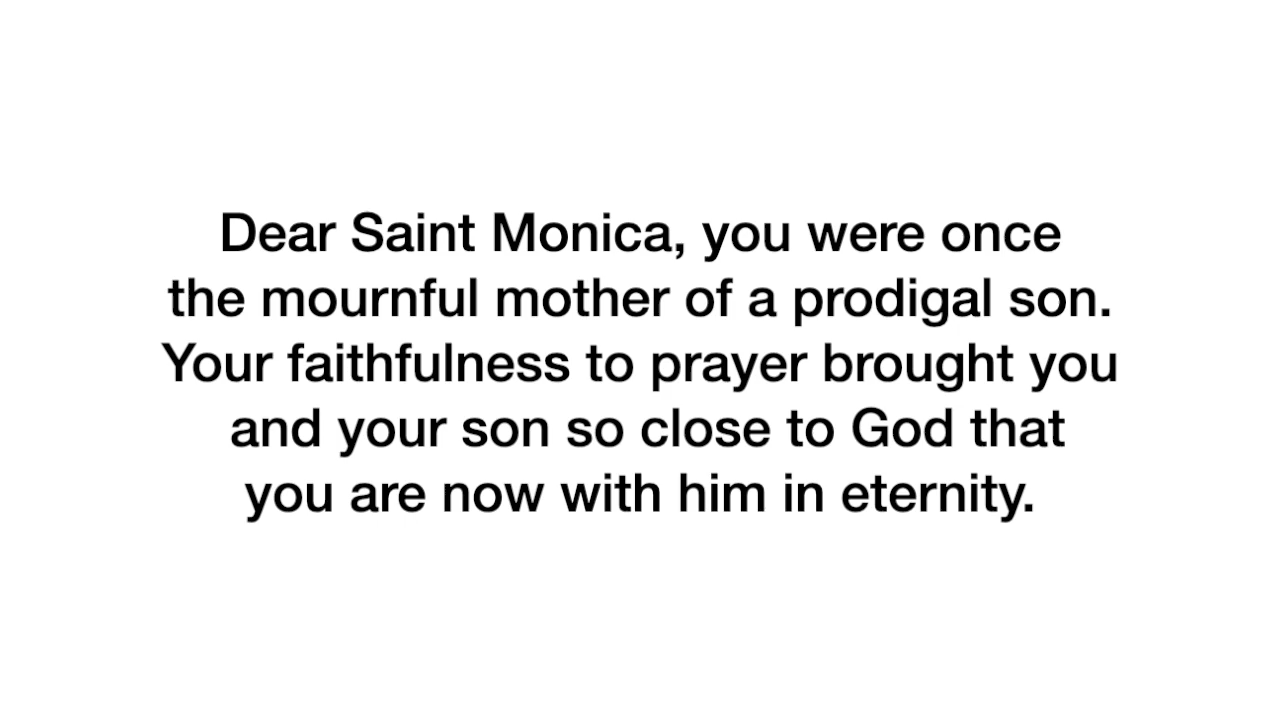 Dear Saint Monica, you were once
the mournful mother of a prodigal son.
Your faithfulness to prayer brought you
and your son so close to God that
you are now with him in eternity.